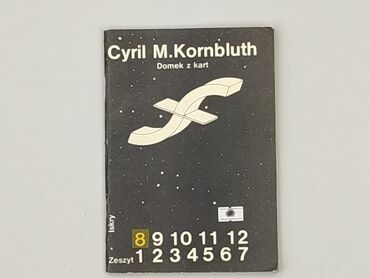 Cyril M.Kornbluth
Domek z kart
Iskry
8 9 10 11 12
Zeszyt 1 2 3 4 5 6 7